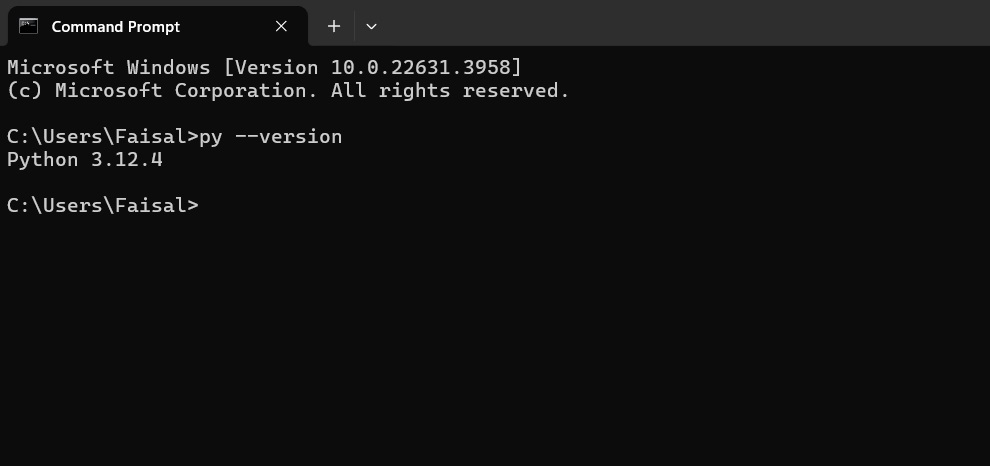 Command Prompt
Microsoft Windows [Version 10.0.22631.3958]
(c) Microsoft Corporation. All rights reserved.
C:\Users\Faisal>py --version
Python 3.12.4
C:\Users\Faisal>